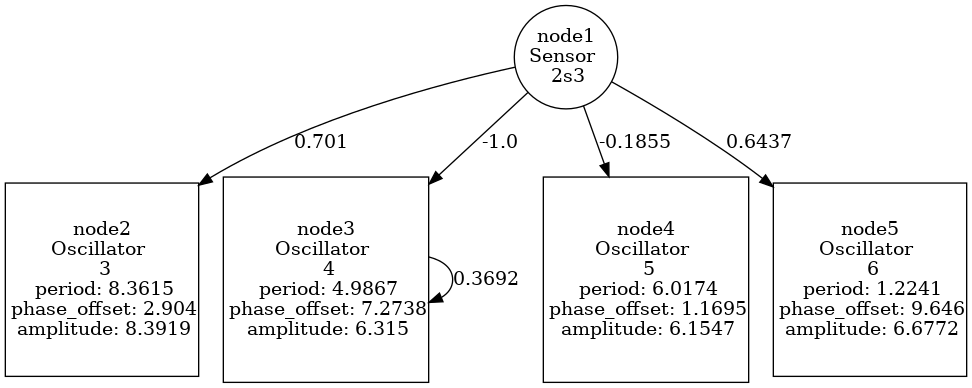 node1
Sensor
2s3
0.701
-1.0
-0.1855
0.6437
node2
Oscillator
3
period: 8.3615
phase_offset: 2.904
amplitude: 8.3919
node3
Oscillator
4
period: 4.9867
phase_offset: 7.2738
amplitude: 6.315
0.3692
node4
Oscillator
5
period: 6.0174
phase_offset: 1.1695
amplitude: 6.1547
node5
Oscillator
6
period: 1.2241
phase_offset: 9.646
amplitude: 6.6772